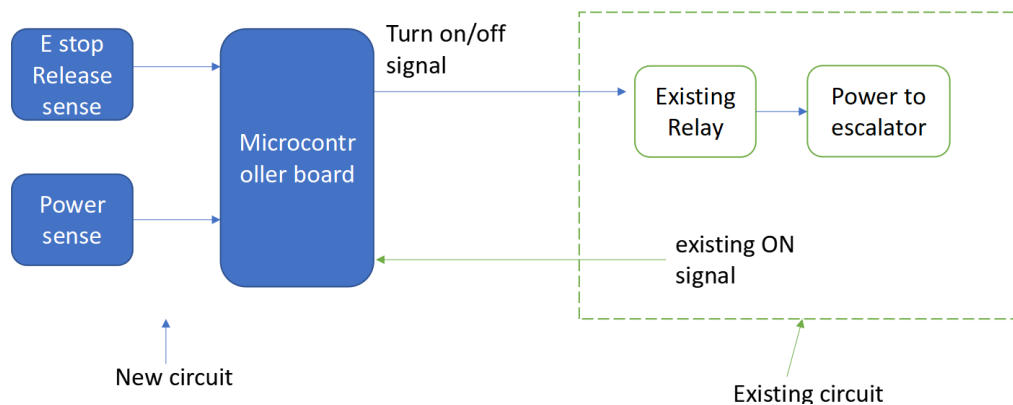 E stop
Release
sense
Power
sense
Microcontr
oller board
Turn on/off
signal
Existing
Relay
Power to
escalator
existing ON
signal
New circuit
Existing circuit